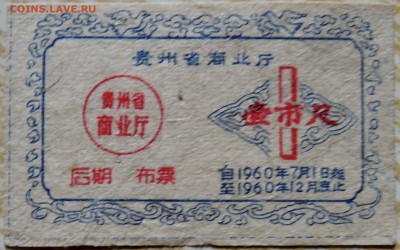 COINS.LAVE.RU
贵州省商业厅
贵州省
商业厅
壹市尺
后期 布票
自1960年7月1日起
至1960年12月底止